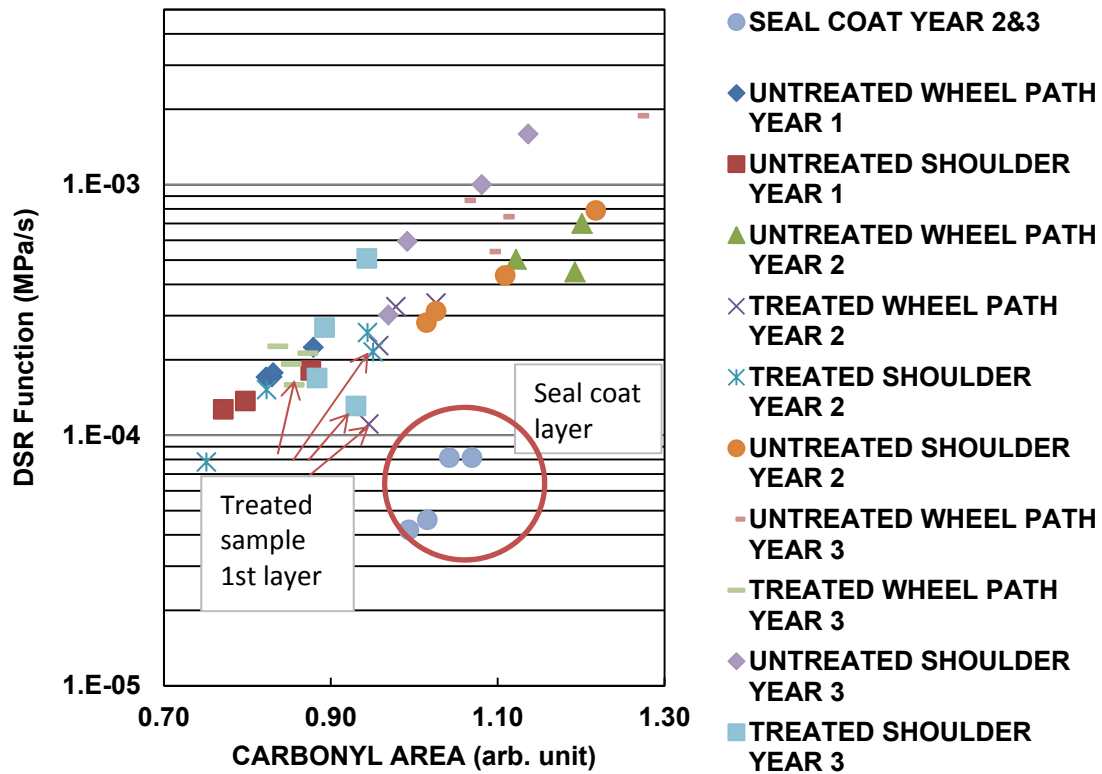 DSR Function (MPa/s)
1.E-03
1.E-04
1.E-05
0.70
0.90
1.10
1.30
CARBONYL AREA (arb. unit)
Seal coat
layer
Treated
sample
1st layer
SEAL COAT YEAR 2&3
UNTREATED WHEEL PATH
YEAR 1
UNTREATED SHOULDER
YEAR 1
UNTREATED WHEEL PATH
YEAR 2
TREATED WHEEL PATH
YEAR 2
TREATED SHOULDER
YEAR 2
UNTREATED SHOULDER
YEAR 2
UNTREATED WHEEL PATH
YEAR 3
TREATED WHEEL PATH
YEAR 3
UNTREATED SHOULDER
YEAR 3
TREATED SHOULDER
YEAR 3